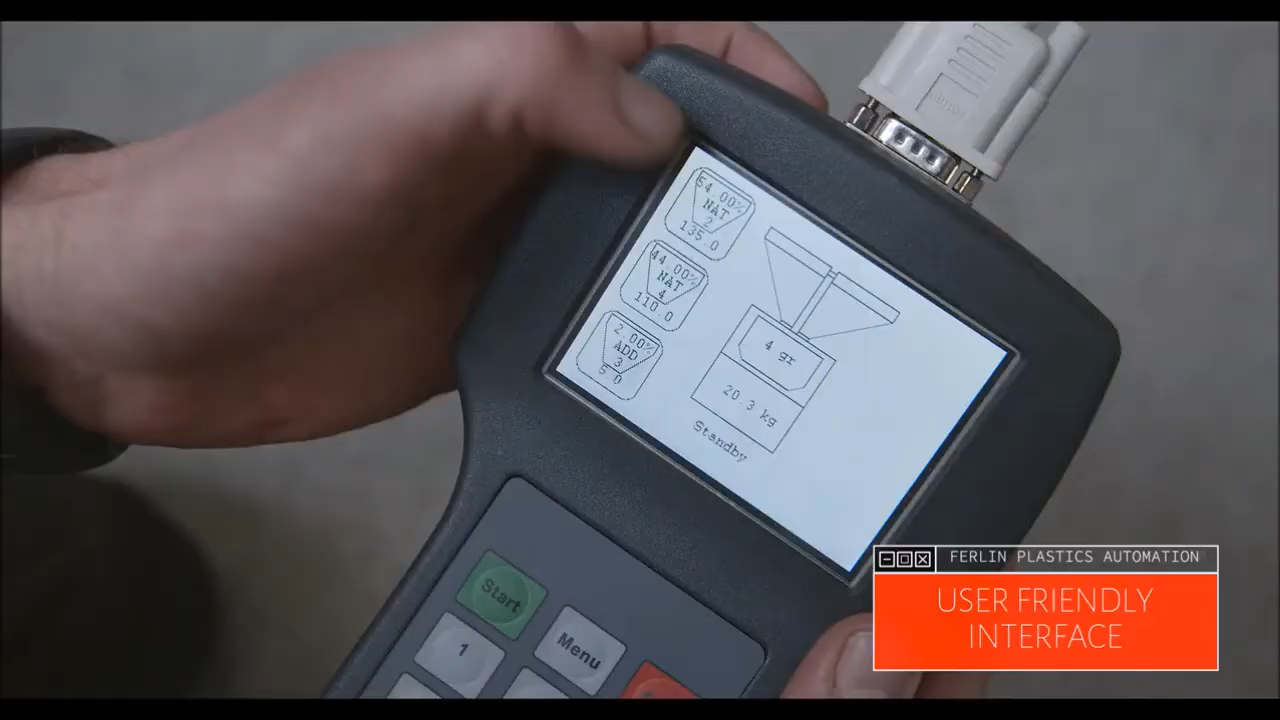 54.00%
NAT
2
135.0
44.00%
NAT
4
110.0
2.00%
ADD
3
5.0
4 gr
20.3 kg
Standby
Start
1
Menu
FERLIN PLASTICS AUTOMATION
USER FRIENDLY
INTERFACE